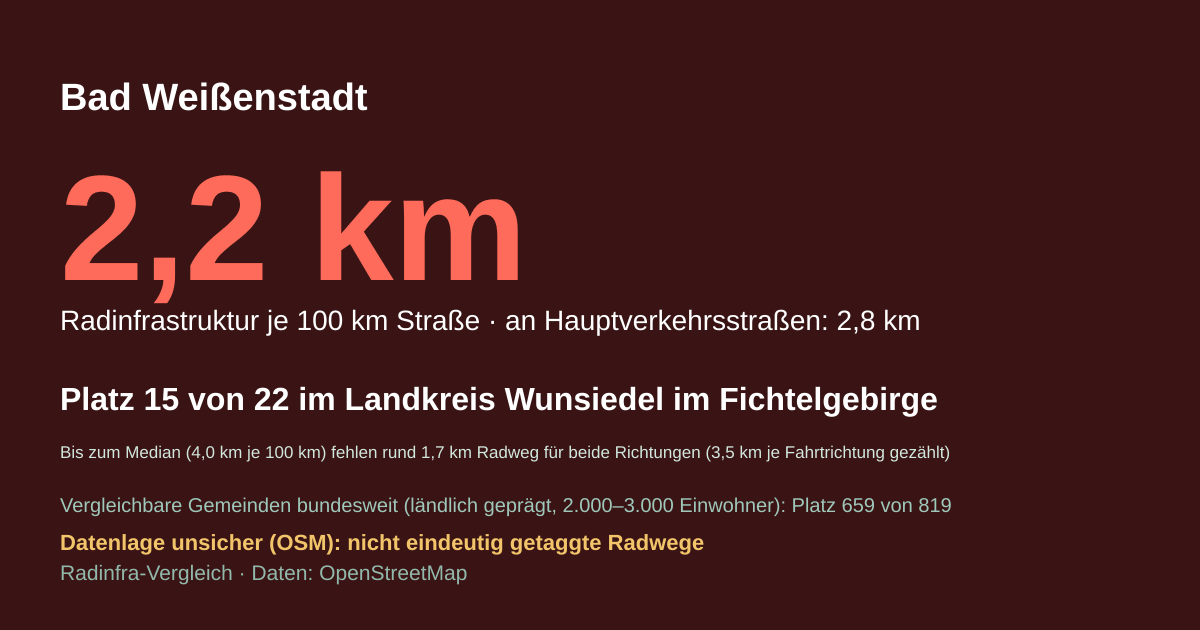 Bad Weißenstadt
2,2 km
Radinfrastruktur je 100 km Straße · an Hauptverkehrsstraßen: 2,8 km
Platz 15 von 22 im Landkreis Wunsiedel im Fichtelgebirge
Bis zum Median (4,0 km je 100 km) fehlen rund 1,7 km Radweg für beide Richtungen (3,5 km je Fahrtrichtung gezählt)
Vergleichbare Gemeinden bundesweit (ländlich geprägt, 2.000–3.000 Einwohner): Platz 659 von 819
Datenlage unsicher (OSM): nicht eindeutig getaggte Radwege
Radinfra-Vergleich · Daten: OpenStreetMap